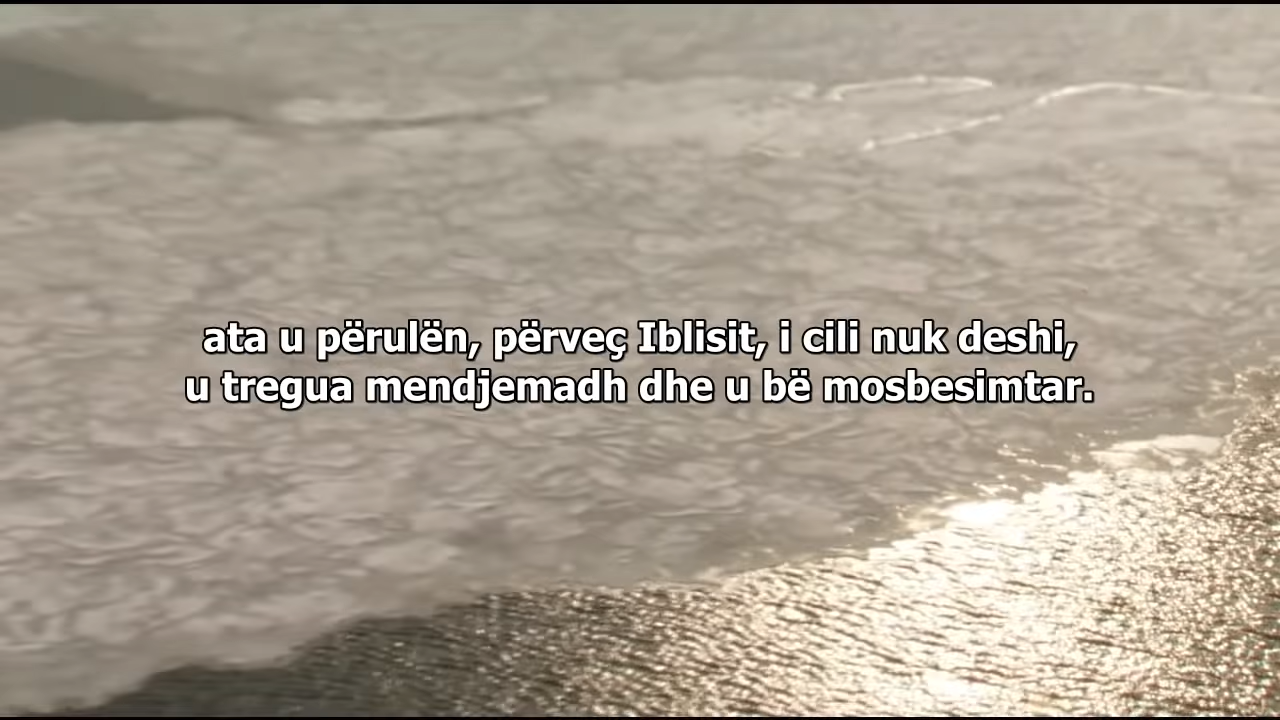 ata u përulën, përveç Iblisit, i cili nuk deshi,
u tregua mendjemadh dhe u bë mosbesimtar.